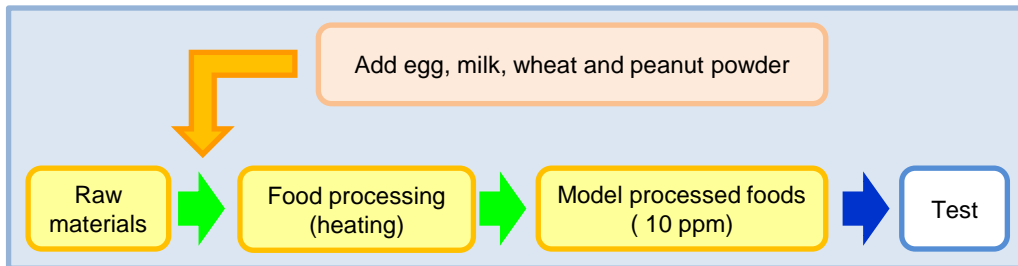 Add egg, milk, wheat and peanut powder
Raw
materials
Food processing
(heating)
Model processed foods
( 10 ppm)
Test